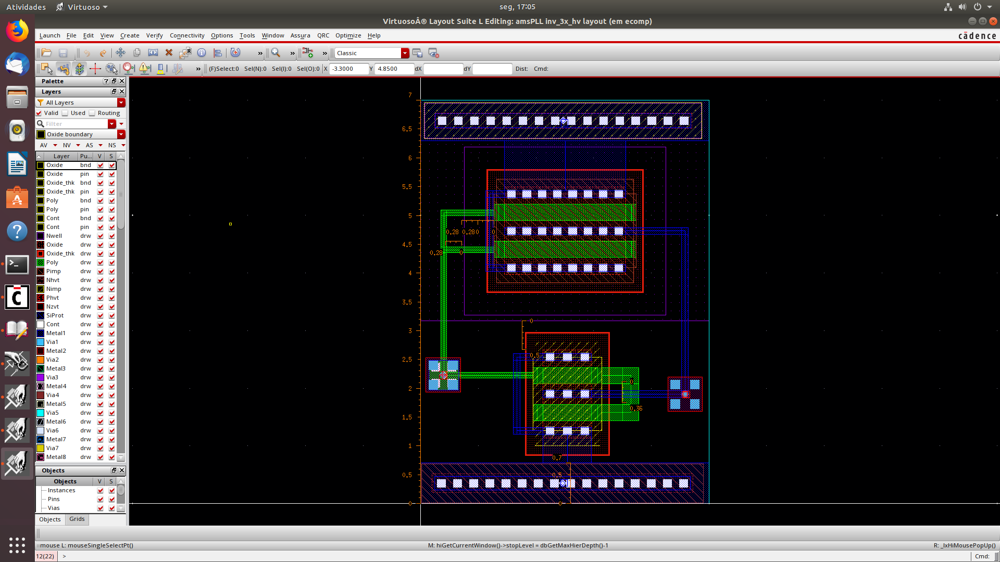 Atividades Virtuoso seg, 17:05
VirtuosoÂ® Layout Suite L Editing: amsPLL inv_3x_hv layout (em ecomp)
Launch File Edit View Create Verify Connectivity Options Tools Window Assura QRC Optimize Help cādence
» » » Classic
» (F)Select:0 Sel(N):0 Sel(I):0 Sel(O):0 X -3.3000 Y 4.8500 dX dY Dist: Cmd:
Palette
Layers
All Layers
Valid Used Routing
Filter
Oxide boundary
AV NV AS NS
Layer Pu... V S
Oxide bnd
Oxide pin
Oxide_thk bnd
Oxide_thk pin
Poly bnd
Poly pin
Cont bnd
Cont pin
Nwell drw
Oxide drw
Oxide_thk drw
Poly drw
Pimp drw
Nhvt drw
Nimp drw
Phvt drw
Nzvt drw
SiProt drw
Cont drw
Metal1 drw
Via1 drw
Metal2 drw
Via2 drw
Metal3 drw
Via3 drw
Metal4 drw
Via4 drw
Metal5 drw
Via5 drw
Metal6 drw
Via6 drw
Metal7 drw
Via7 drw
Metal8 drw
Objects
Objects V S
Instances
Pins
Vias
Objects Grids
7
6.5
6
5.5
5
4.5
4
3.5
3
2.5
2
1.5
1
0.5
0
0.28 0.280 0
0.28 0
0
0.5
0
0.36
0.7
0.5
0
mouse L: mouseSingleSelectPt() M: hiGetCurrentWindow()->stopLevel = dbGetMaxHierDepth()-1 R: _lxHiMousePopUp()
12(22) > Cmd: